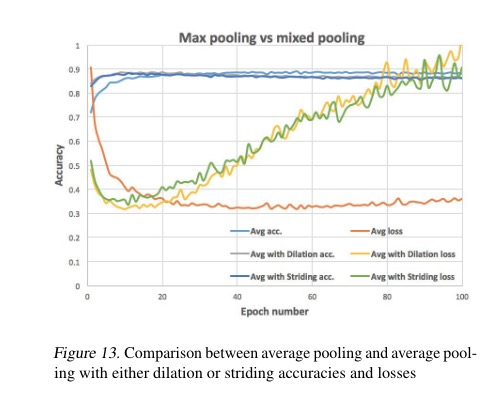 Max pooling vs mixed pooling
1
0.9
0.8
0.7
0.6
0.5
0.4
0.3
0.2
0.1
0
Accuracy
Avg acc. Avg loss
Avg with Dilation acc. Avg with Dilation loss
Avg with Striding acc. Avg with Striding loss
0 20 40 60 80 100
Epoch number
Figure 13. Comparison between average pooling and average pool-
ing with either dilation or striding accuracies and losses